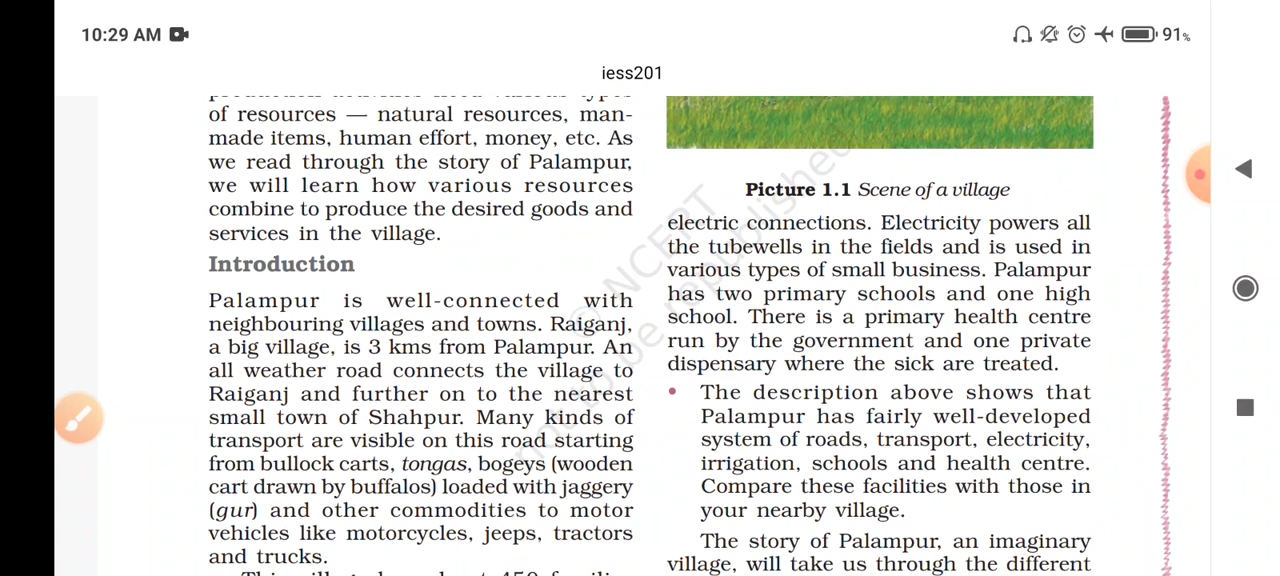 10:29 AM
91%
iess201
of resources — natural resources, man-
made items, human effort, money, etc. As
we read through the story of Palampur,
we will learn how various resources
combine to produce the desired goods and
services in the village.
Introduction
Palampur is well-connected with
neighbouring villages and towns. Raiganj,
a big village, is 3 kms from Palampur. An
all weather road connects the village to
Raiganj and further on to the nearest
small town of Shahpur. Many kinds of
transport are visible on this road starting
from bullock carts, tongas, bogeys (wooden
cart drawn by buffalos) loaded with jaggery
(gur) and other commodities to motor
vehicles like motorcycles, jeeps, tractors
and trucks.
Picture 1.1 Scene of a village
electric connections. Electricity powers all
the tubewells in the fields and is used in
various types of small business. Palampur
has two primary schools and one high
school. There is a primary health centre
run by the government and one private
dispensary where the sick are treated.
• The description above shows that
Palampur has fairly well-developed
system of roads, transport, electricity,
irrigation, schools and health centre.
Compare these facilities with those in
your nearby village.
The story of Palampur, an imaginary
village, will take us through the different
© NCERT
not to be republished